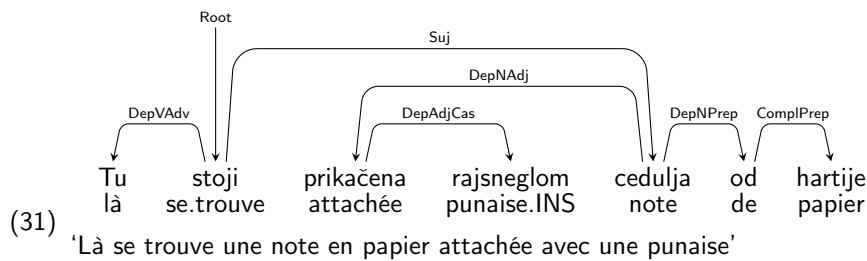 Root
Suj
DepNAdj
DepVAdv DepAdjCas DepNPrep ComplPrep
Tu stoji prikačena rajsneglom cedulja od hartije
là se.trouve attachée punaise.INS note de papier
(31)
'Là se trouve une note en papier attachée avec une punaise'